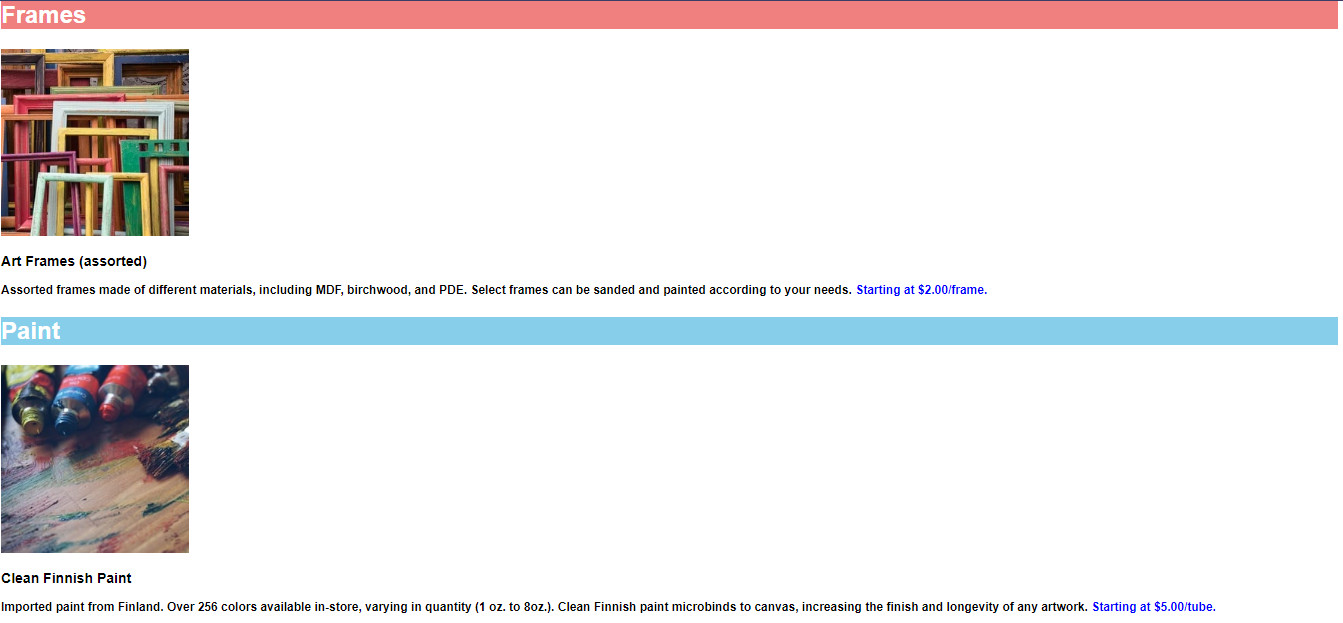 Frames
Art Frames (assorted)
Assorted frames made of different materials, including MDF, birchwood, and PDE. Select frames can be sanded and painted according to your needs. Starting at $2.00/frame.
Paint
Clean Finnish Paint
Imported paint from Finland. Over 256 colors available in-store, varying in quantity (1 oz. to 8oz.). Clean Finnish paint microbinds to canvas, increasing the finish and longevity of any artwork. Starting at $5.00/tube.